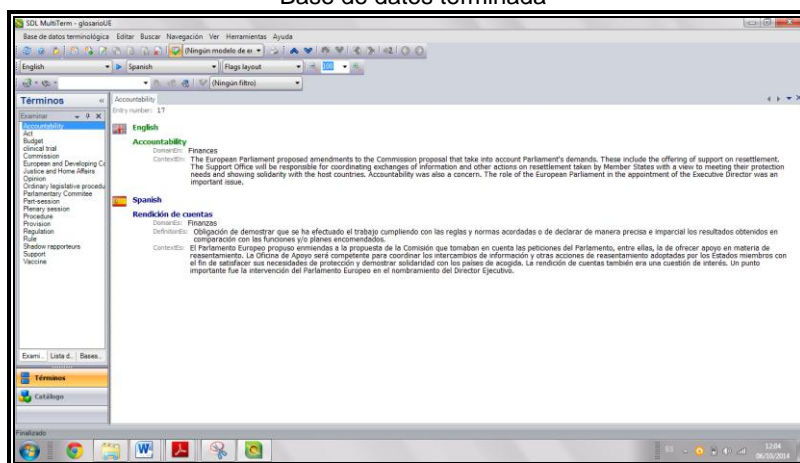 Base de datos terminada
SDL MultiTerm - glosarioUE
Base de datos terminológica Editar Buscar Navegación Ver Herramientas Ayuda
(Ningún modelo de en
English Spanish Flags layout 100
(Ningún filtro)
Términos
Examinar
Accountability
Act
Budget
clinical trial
Commission
European and Developing Co
Justice and Home Affairs
Opinion
Ordinary legislative procedu
Parliamentary Commitee
Part-session
Plenary session
Procedure
Provision
Regulation
Rule
Shadow rapporteurs
Support
Vaccine
Exami... Lista d... Bases...
Términos
Catálogo
Accountability
Entry number: 17
English
Accountability
DomainEn: Finances
ContextEn: The European Parliament proposed amendments to the Commission proposal that take into account Parliament's demands. These include the offering of support on resettlement.
The Support Office will be responsible for coordinating exchanges of information and other actions on resettlement taken by Member States with a view to meeting their protection
needs and showing solidarity with the host countries. Accountability was also a concern. The role of the European Parliament in the appointment of the Executive Director was an
important issue.
Spanish
Rendición de cuentas
DomainEs: Finanzas
DefinitionEs: Obligación de demostrar que se ha efectuado el trabajo cumpliendo con las reglas y normas acordadas o de declarar de manera precisa e imparcial los resultados obtenidos en
comparación con las funciones y/o planes encomendados.
ContextEs: El Parlamento Europeo propuso enmiendas a la propuesta de la Comisión que tomaban en cuenta las peticiones del Parlamento, entre ellas, la de ofrecer apoyo en materia de
reasentamiento. La Oficina de Apoyo será competente para coordinar los intercambios de información y otras acciones de reasentamiento adoptadas por los Estados miembros con
el fin de satisfacer sus necesidades de protección y demostrar solidaridad con los países de acogida. La rendición de cuentas también era una cuestión de interés. Un punto
importante fue la intervención del Parlamento Europeo en el nombramiento del Director Ejecutivo.
Finalizado
ES
12:04
06/10/2014